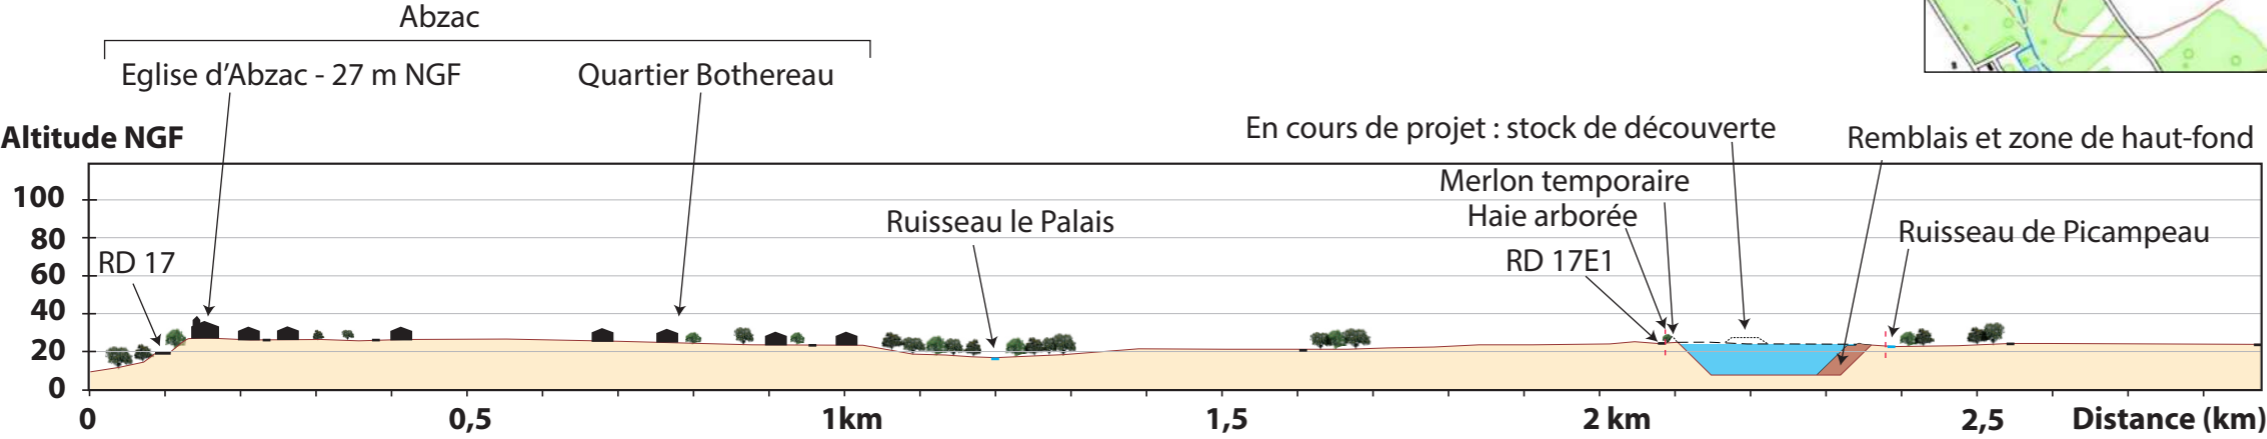 Abzac
Eglise d'Abzac - 27 m NGF
Quartier Bothereau
En cours de projet : stock de découverte
Remblais et zone de haut-fond
Altitude NGF
Merlon temporaire
Haie arborée
Ruisseau le Palais
Ruisseau de Picampeau
RD 17
RD 17E1
100
80
60
40
20
0
0 0,5 1km 1,5 2 km 2,5 Distance (km)